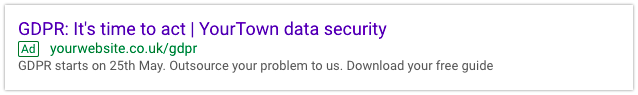 GDPR: It's time to act | YourTown data security
Ad yourwebsite.co.uk/gdpr
GDPR starts on 25th May. Outsource your problem to us. Download your free guide